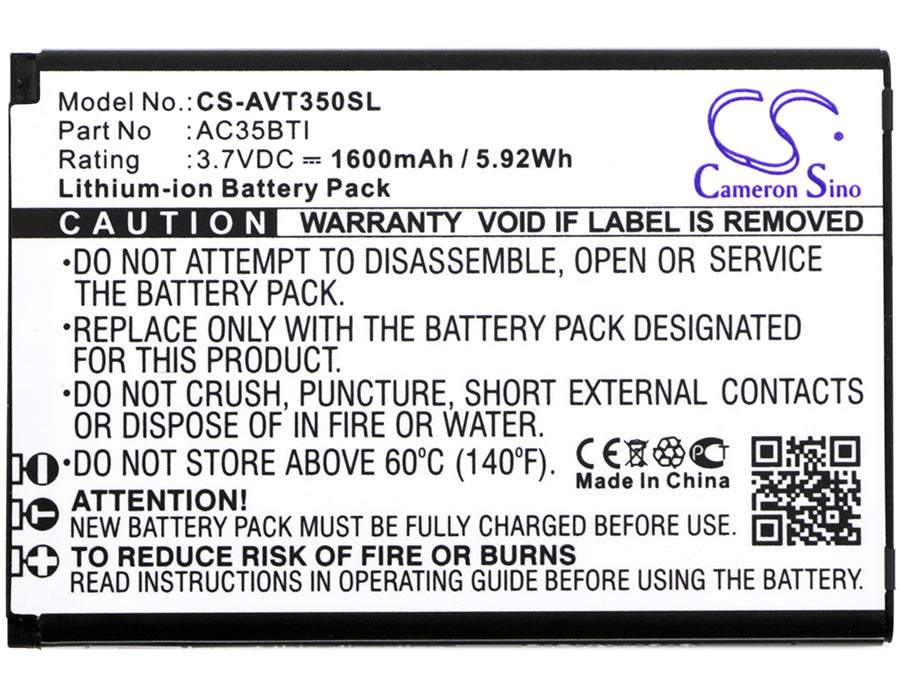 Model No.: CS-AVT350SL
Part No : AC35BTI
Rating : 3.7VDC ⎓ 1600mAh / 5.92Wh
Lithium-ion Battery Pack
CS
Cameron Sino
CAUTION WARRANTY VOID IF LABEL IS REMOVED
•DO NOT ATTEMPT TO DISASSEMBLE, OPEN OR SERVICE
THE BATTERY PACK.
•REPLACE ONLY WITH THE BATTERY PACK DESIGNATED
FOR THIS PRODUCT.
•DO NOT CRUSH, PUNCTURE, SHORT EXTERNAL CONTACTS
OR DISPOSE OF IN FIRE OR WATER.
•DO NOT STORE ABOVE 60°C (140°F).
CE PCT
Made In China
ATTENTION!
NEW BATTERY PACK MUST BE FULLY CHARGED BEFORE USE.
TO REDUCE RISK OF FIRE OR BURNS
READ INSTUCTIONS IN OPERATING GUIDE BEFORE USING THE BATTERY.